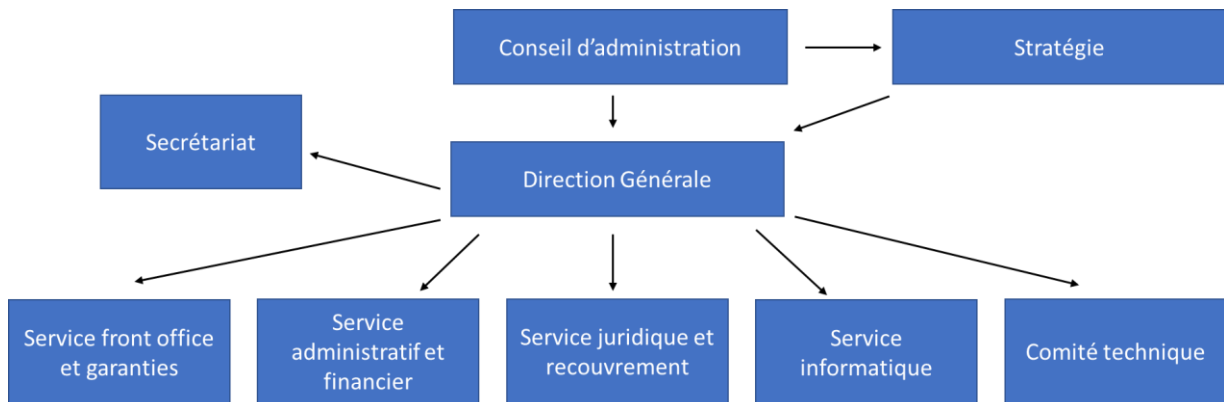 Conseil d’administration
Stratégie
Secrétariat
Direction Générale
Service front office
et garanties
Service
administratif et
financier
Service juridique et
recouvrement
Service
informatique
Comité technique